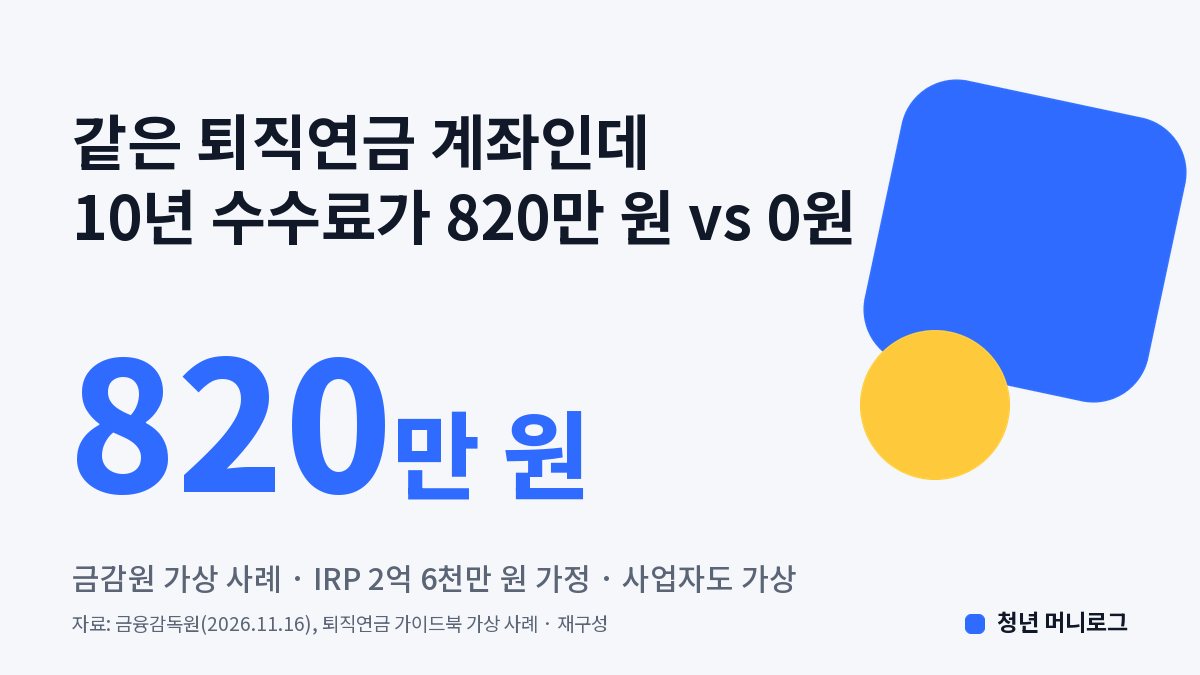 같은 퇴직연금 계좌인데
10년 수수료가 820만 원 vs 0원
820만 원
금감원 가상 사례 · IRP 2억 6천만 원 가정 · 사업자도 가상
자료: 금융감독원(2026.11.16), 퇴직연금 가이드북 가상 사례 · 재구성
청년 머니로그